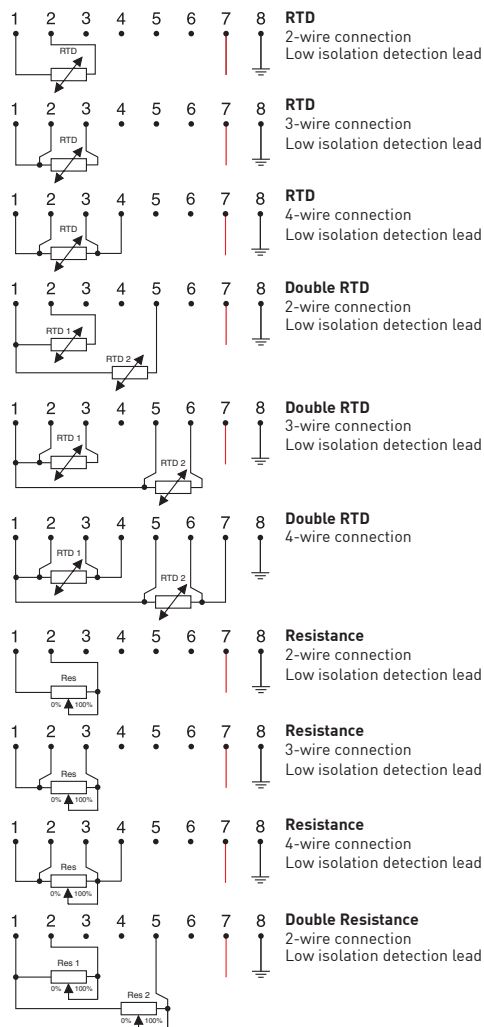 1 2 3 4 5 6 7 8
RTD
RTD
2-wire connection
Low isolation detection lead
1 2 3 4 5 6 7 8
RTD
RTD
3-wire connection
Low isolation detection lead
1 2 3 4 5 6 7 8
RTD
RTD
4-wire connection
Low isolation detection lead
1 2 3 4 5 6 7 8
RTD 1
RTD 2
Double RTD
2-wire connection
Low isolation detection lead
1 2 3 4 5 6 7 8
RTD 1
RTD 2
Double RTD
3-wire connection
Low isolation detection lead
1 2 3 4 5 6 7 8
RTD 1
RTD 2
Double RTD
4-wire connection
1 2 3 4 5 6 7 8
Res
0% 100%
Resistance
2-wire connection
Low isolation detection lead
1 2 3 4 5 6 7 8
Res
0% 100%
Resistance
3-wire connection
Low isolation detection lead
1 2 3 4 5 6 7 8
Res
0% 100%
Resistance
4-wire connection
Low isolation detection lead
1 2 3 4 5 6 7 8
Res 1
0% 100%
Res 2
0% 100%
Double Resistance
2-wire connection
Low isolation detection lead